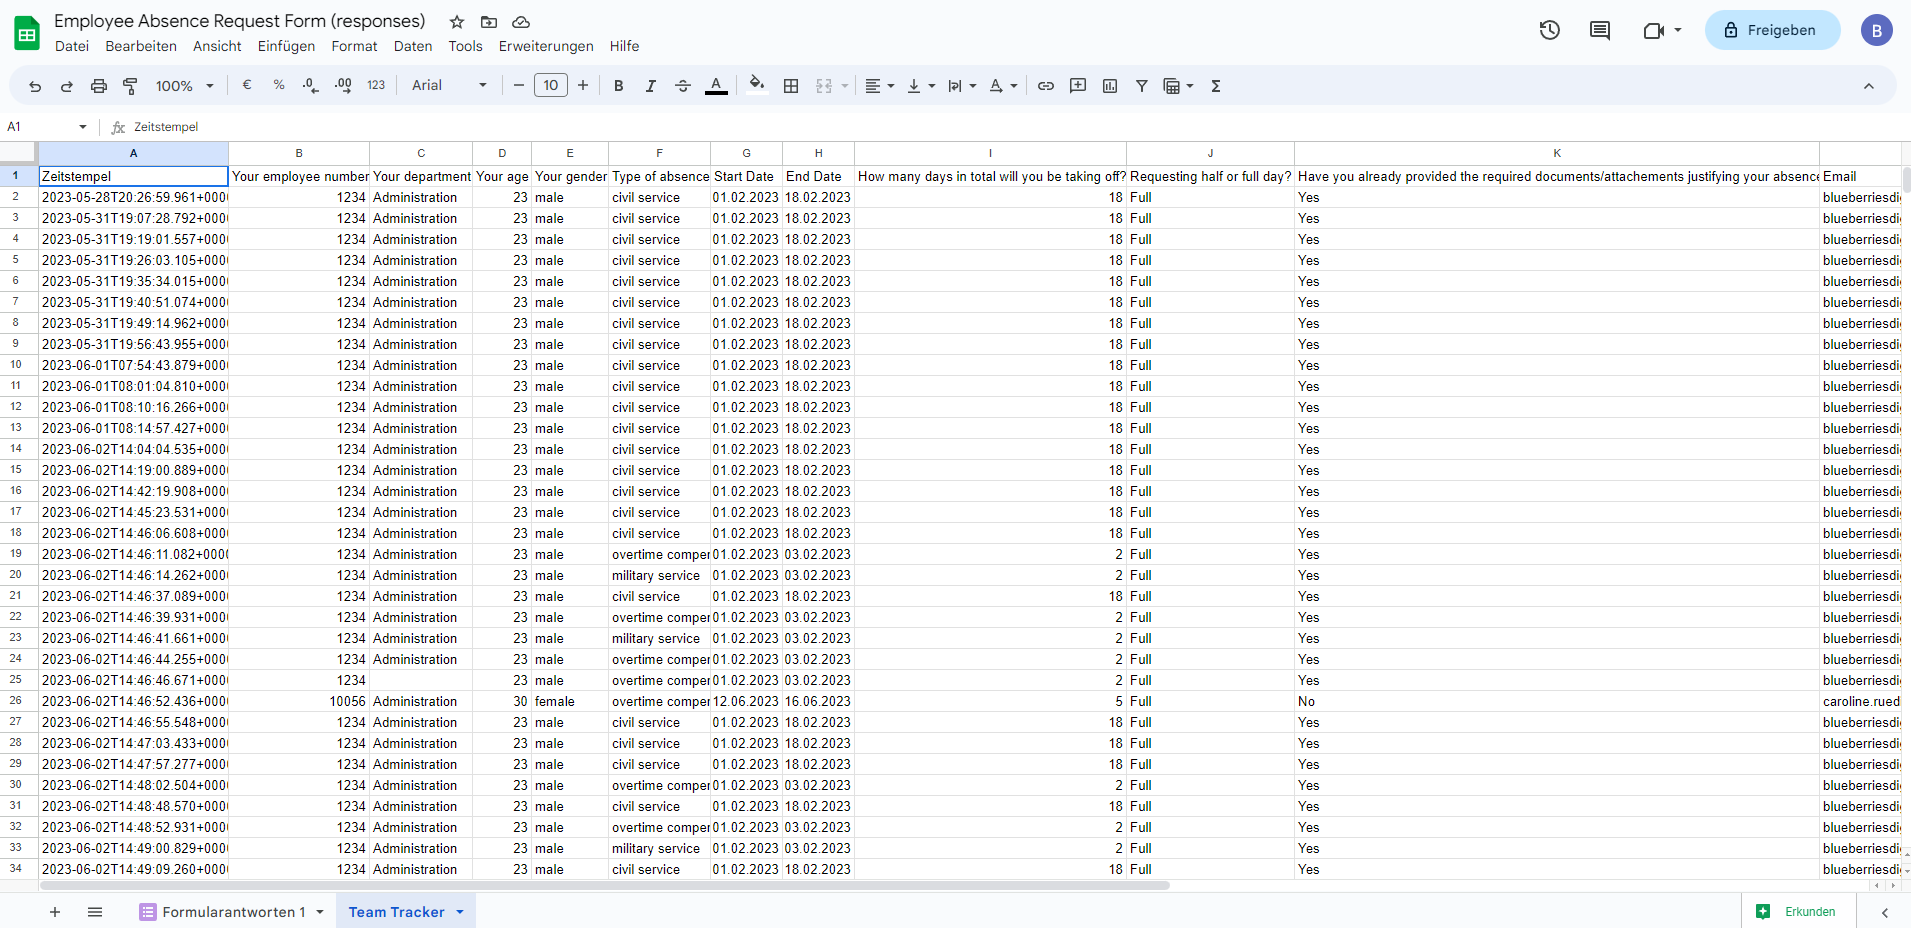 Employee Absence Request Form (responses)
Datei Bearbeiten Ansicht Einfügen Format Daten Tools Erweiterungen Hilfe
Freigeben
B
100% € % .0 .00 123 Arial 10 B I A A Σ
A1 fx Zeitstempel
A B C D E F G H I J K
1 Zeitstempel Your employee number Your department Your age Your gender Type of absence Start Date End Date How many days in total will you be taking off? Requesting half or full day? Have you already provided the required documents/attachements justifying your absence Email
2 2023-05-28T20:26:59.961+000 1234 Administration 23 male civil service 01.02.2023 18.02.2023 18 Full Yes blueberriesdi
3 2023-05-31T19:07:28.792+000 1234 Administration 23 male civil service 01.02.2023 18.02.2023 18 Full Yes blueberriesdi
4 2023-05-31T19:19:01.557+000 1234 Administration 23 male civil service 01.02.2023 18.02.2023 18 Full Yes blueberriesdi
5 2023-05-31T19:26:03.105+000 1234 Administration 23 male civil service 01.02.2023 18.02.2023 18 Full Yes blueberriesdi
6 2023-05-31T19:35:34.015+000 1234 Administration 23 male civil service 01.02.2023 18.02.2023 18 Full Yes blueberriesdi
7 2023-05-31T19:40:51.074+000 1234 Administration 23 male civil service 01.02.2023 18.02.2023 18 Full Yes blueberriesdi
8 2023-05-31T19:49:14.962+000 1234 Administration 23 male civil service 01.02.2023 18.02.2023 18 Full Yes blueberriesdi
9 2023-05-31T19:56:43.955+000 1234 Administration 23 male civil service 01.02.2023 18.02.2023 18 Full Yes blueberriesdi
10 2023-06-01T07:54:43.879+000 1234 Administration 23 male civil service 01.02.2023 18.02.2023 18 Full Yes blueberriesdi
11 2023-06-01T08:01:04.810+000 1234 Administration 23 male civil service 01.02.2023 18.02.2023 18 Full Yes blueberriesdi
12 2023-06-01T08:10:16.266+000 1234 Administration 23 male civil service 01.02.2023 18.02.2023 18 Full Yes blueberriesdi
13 2023-06-01T08:14:57.427+000 1234 Administration 23 male civil service 01.02.2023 18.02.2023 18 Full Yes blueberriesdi
14 2023-06-02T14:04:04.535+000 1234 Administration 23 male civil service 01.02.2023 18.02.2023 18 Full Yes blueberriesdi
15 2023-06-02T14:19:00.889+000 1234 Administration 23 male civil service 01.02.2023 18.02.2023 18 Full Yes blueberriesdi
16 2023-06-02T14:42:19.908+000 1234 Administration 23 male civil service 01.02.2023 18.02.2023 18 Full Yes blueberriesdi
17 2023-06-02T14:45:23.531+000 1234 Administration 23 male civil service 01.02.2023 18.02.2023 18 Full Yes blueberriesdi
18 2023-06-02T14:46:06.608+000 1234 Administration 23 male civil service 01.02.2023 18.02.2023 18 Full Yes blueberriesdi
19 2023-06-02T14:46:11.082+0000 1234 Administration 23 male overtime comper 01.02.2023 03.02.2023 2 Full Yes blueberriesdi
20 2023-06-02T14:46:14.262+000 1234 Administration 23 male military service 01.02.2023 03.02.2023 2 Full Yes blueberriesdi
21 2023-06-02T14:46:37.089+000 1234 Administration 23 male civil service 01.02.2023 18.02.2023 18 Full Yes blueberriesdi
22 2023-06-02T14:46:39.931+000 1234 Administration 23 male overtime comper 01.02.2023 03.02.2023 2 Full Yes blueberriesdi
23 2023-06-02T14:46:41.661+000 1234 Administration 23 male military service 01.02.2023 03.02.2023 2 Full Yes blueberriesdi
24 2023-06-02T14:46:44.255+000 1234 Administration 23 male overtime comper 01.02.2023 03.02.2023 2 Full Yes blueberriesdi
25 2023-06-02T14:46:46.671+000 1234 23 male overtime comper 01.02.2023 03.02.2023 2 Full Yes blueberriesdi
26 2023-06-02T14:46:52.436+000 10056 Administration 30 female overtime comper 12.06.2023 16.06.2023 5 Full No caroline.rued
27 2023-06-02T14:46:55.548+000 1234 Administration 23 male civil service 01.02.2023 18.02.2023 18 Full Yes blueberriesdi
28 2023-06-02T14:47:03.433+000 1234 Administration 23 male civil service 01.02.2023 18.02.2023 18 Full Yes blueberriesdi
29 2023-06-02T14:47:57.277+000 1234 Administration 23 male civil service 01.02.2023 18.02.2023 18 Full Yes blueberriesdi
30 2023-06-02T14:48:02.504+000 1234 Administration 23 male overtime comper 01.02.2023 03.02.2023 2 Full Yes blueberriesdi
31 2023-06-02T14:48:48.570+000 1234 Administration 23 male civil service 01.02.2023 18.02.2023 18 Full Yes blueberriesdi
32 2023-06-02T14:48:52.931+000 1234 Administration 23 male overtime comper 01.02.2023 03.02.2023 2 Full Yes blueberriesdi
33 2023-06-02T14:49:00.829+000 1234 Administration 23 male military service 01.02.2023 03.02.2023 2 Full Yes blueberriesdi
34 2023-06-02T14:49:09.260+000 1234 Administration 23 male civil service 01.02.2023 18.02.2023 18 Full Yes blueberriesdi
Formularantworten 1 Team Tracker Erkunden